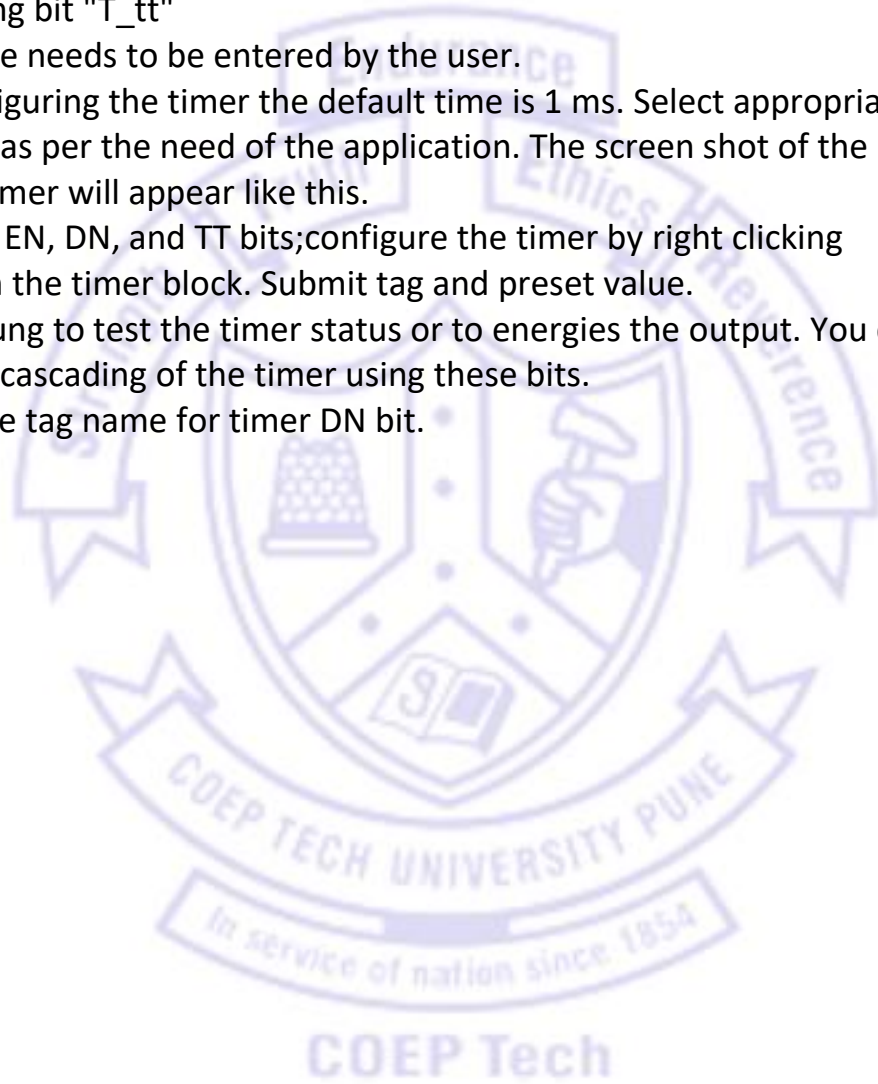 ng bit "T_tt"
e needs to be entered by the user.
iguring the timer the default time is 1 ms. Select appropria
as per the need of the application. The screen shot of the
mer will appear like this.
EN, DN, and TT bits;configure the timer by right clicking
the timer block. Submit tag and preset value.
ung to test the timer status or to energies the output. You
cascading of the timer using these bits.
e tag name for timer DN bit.
Endurance
Strength
Truth
Ethics
Reverence
COEP TECH UNIVERSITY PUNE
In service of nation since 1854
COEP Tech